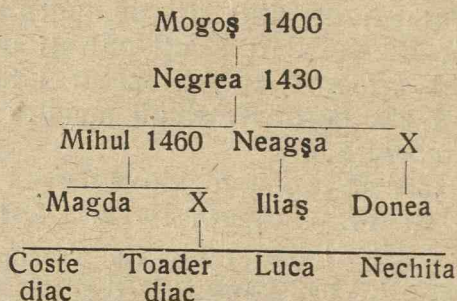 Mogoş 1400
Negrea 1430
Mihul 1460 Neagşa X
Magda X Iliaş Donea
Coste Toader Luca Nechita
diac diac